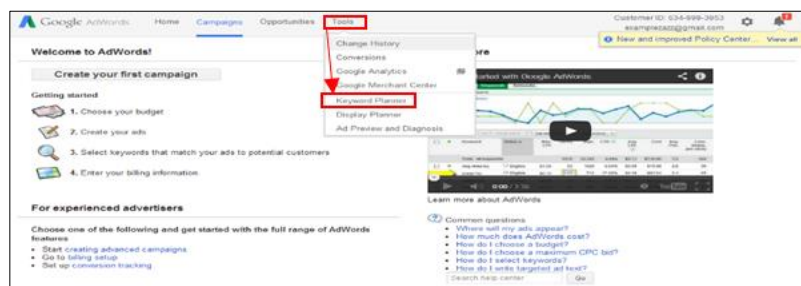 Google AdWords Home Campaigns Opportunities Tools
Customer ID: 534-999-3953
New and improved Policy Center... View all
Welcome to AdWords!
Create your first campaign
Getting started
1. Choose your budget
2. Create your ads
3. Select keywords that match your ads to potential customers
4. Enter your billing information
For experienced advertisers
Choose one of the following and get started with the full range of AdWords
features
Start creating advanced campaigns
Go to billing setup
Set up conversion tracking
Change History
Conversions
Google Analytics
Google Merchant Center
Keyword Planner
Display Planner
Ad Preview and Diagnosis
started with Google AdWords
0:00
Learn more about AdWords
Common questions
Where will my ads appear?
How much does AdWords cost?
How do I choose a budget?
How do I choose a maximum CPC bid?
How do I select keywords?
How do I write targeted ad text?
Search help center Go